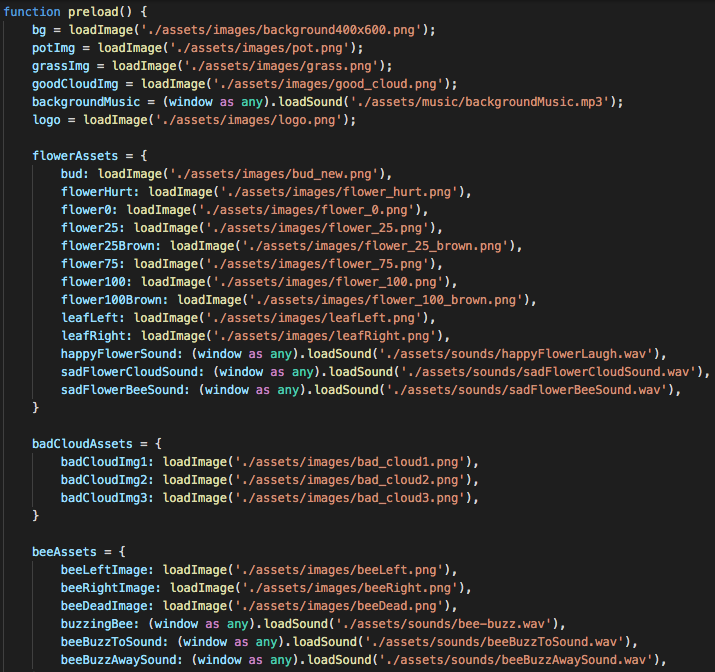 function preload() {
    bg = loadImage('./assets/images/background400x600.png');
    potImg = loadImage('./assets/images/pot.png');
    grassImg = loadImage('./assets/images/grass.png');
    goodCloudImg = loadImage('./assets/images/good_cloud.png');
    backgroundMusic = (window as any).loadSound('./assets/music/backgroundMusic.mp3');
    logo = loadImage('./assets/images/logo.png');

    flowerAssets = {
        bud: loadImage('./assets/images/bud_new.png'),
        flowerHurt: loadImage('./assets/images/flower_hurt.png'),
        flower0: loadImage('./assets/images/flower_0.png'),
        flower25: loadImage('./assets/images/flower_25.png'),
        flower25Brown: loadImage('./assets/images/flower_25_brown.png'),
        flower75: loadImage('./assets/images/flower_75.png'),
        flower100: loadImage('./assets/images/flower_100.png'),
        flower100Brown: loadImage('./assets/images/flower_100_brown.png'),
        leafLeft: loadImage('./assets/images/leafLeft.png'),
        leafRight: loadImage('./assets/images/leafRight.png'),
        happyFlowerSound: (window as any).loadSound('./assets/sounds/happyFlowerLaugh.wav'),
        sadFlowerCloudSound: (window as any).loadSound('./assets/sounds/sadFlowerCloudSound.wav'),
        sadFlowerBeeSound: (window as any).loadSound('./assets/sounds/sadFlowerBeeSound.wav'),
    }

    badCloudAssets = {
        badCloudImg1: loadImage('./assets/images/bad_cloud1.png'),
        badCloudImg2: loadImage('./assets/images/bad_cloud2.png'),
        badCloudImg3: loadImage('./assets/images/bad_cloud3.png'),
    }

    beeAssets = {
        beeLeftImage: loadImage('./assets/images/beeLeft.png'),
        beeRightImage: loadImage('./assets/images/beeRight.png'),
        beeDeadImage: loadImage('./assets/images/beeDead.png'),
        buzzingBee: (window as any).loadSound('./assets/sounds/bee-buzz.wav'),
        beeBuzzToSound: (window as any).loadSound('./assets/sounds/beeBuzzToSound.wav'),
        beeBuzzAwaySound: (window as any).loadSound('./assets/sounds/beeBuzzAwaySound.wav'),